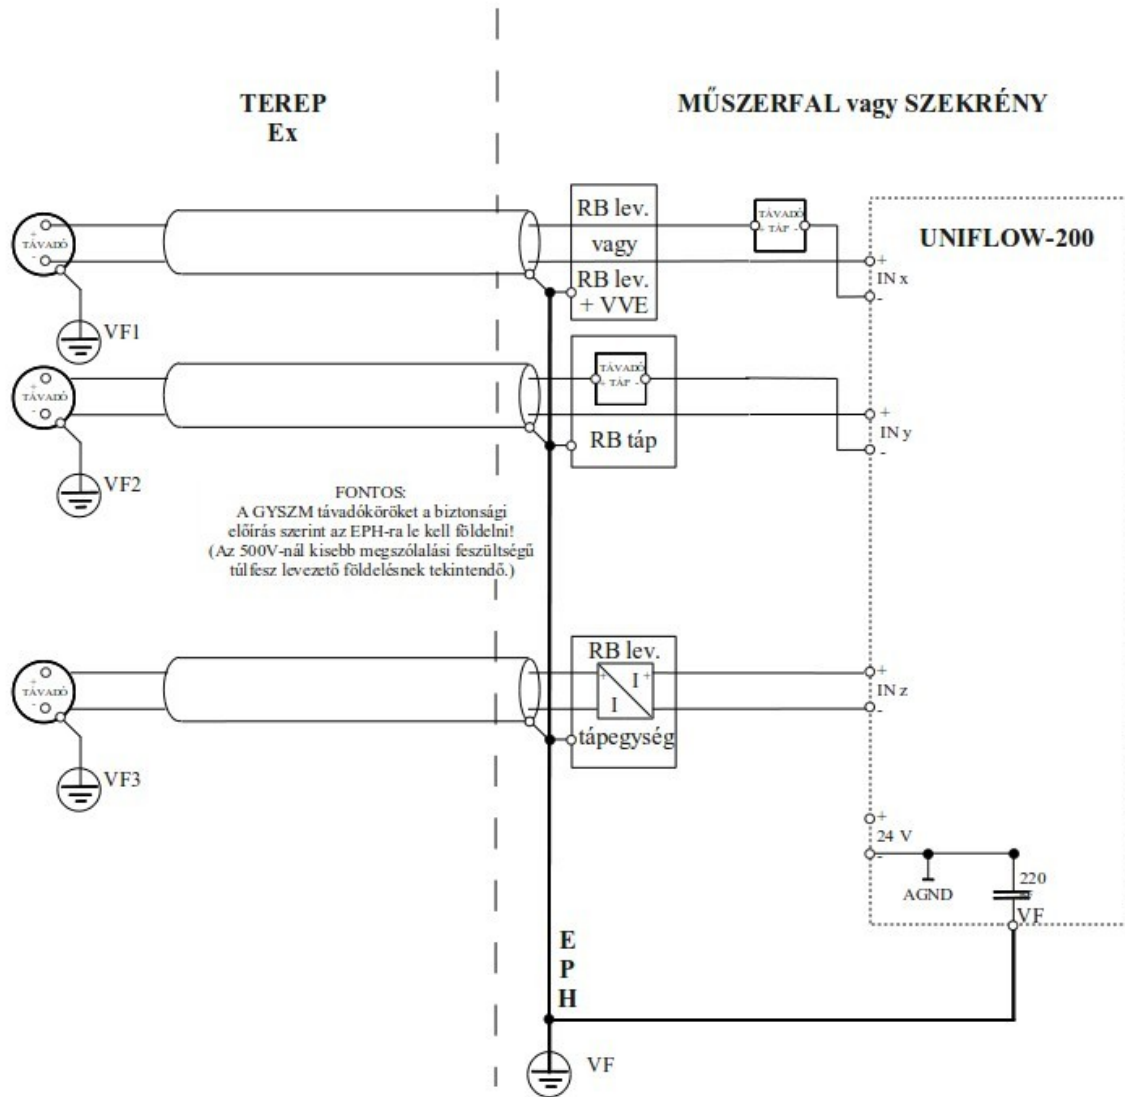 TEREP
Ex
MŰSZERFAL vagy SZEKRÉNY
+
TÁVADÓ
-
VF1
RB lev.
vagy
RB lev.
+ VVE
TÁVADÓ
+ TÁP -
UNIFLOW-200
+
IN x
-
+
TÁVADÓ
-
VF2
TÁVADÓ
+ TÁP -
RB táp
+
IN y
-
FONTOS:
A GYSZM távadóköröket a biztonsági
előírás szerint az EPH-ra le kell földelni!
(Az 500V-nál kisebb megszólalási feszültségű
túlfesz levezető földelésnek tekintendő.)
+
TÁVADÓ
-
VF3
RB lev.
+ I +
I
tápegység
+
IN z
-
+
24 V
-
AGND
220
VF
E
P
H
VF